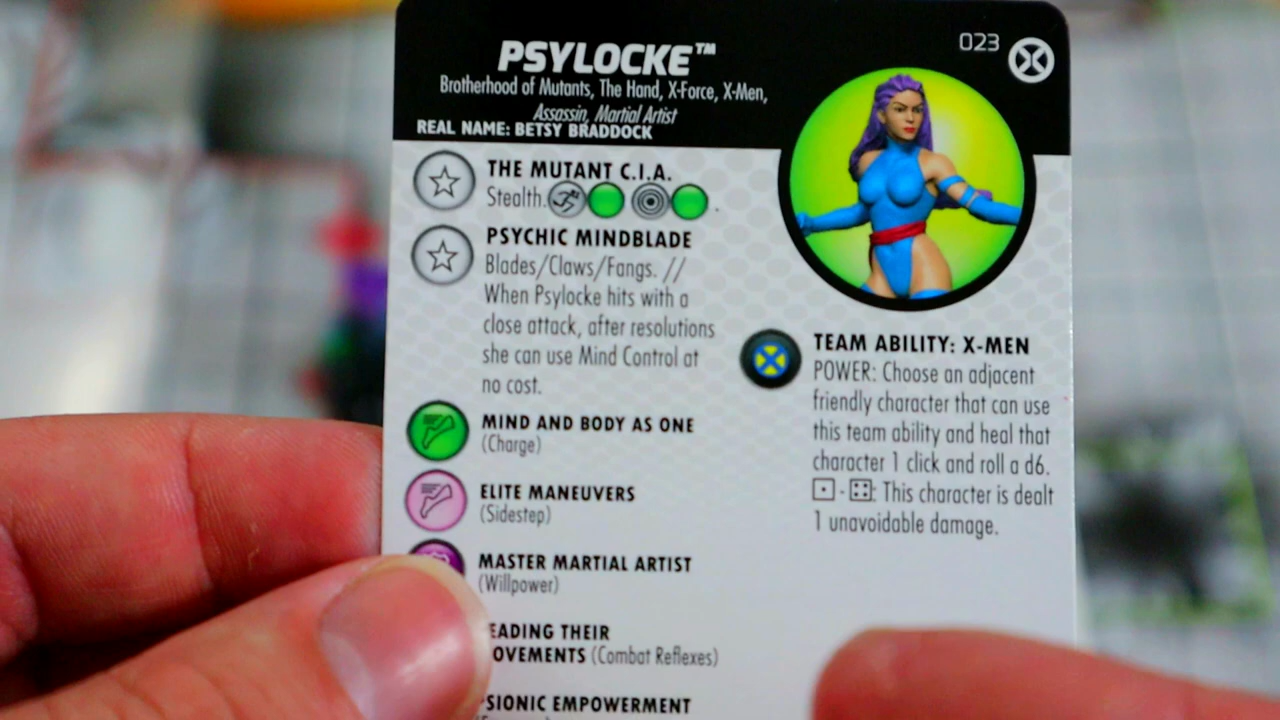 PSYLOCKE™
Brotherhood of Mutants, The Hand, X-Force, X-Men,
Assassin, Martial Artist
REAL NAME: BETSY BRADDOCK
023
THE MUTANT C.I.A.
Stealth. .
PSYCHIC MINDBLADE
Blades/Claws/Fangs. //
When Psylocke hits with a
close attack, after resolutions
she can use Mind Control at
no cost.
MIND AND BODY AS ONE
(Charge)
ELITE MANEUVERS
(Sidestep)
MASTER MARTIAL ARTIST
(Willpower)
EADING THEIR
OVEMENTS (Combat Reflexes)
SIONIC EMPOWERMENT
TEAM ABILITY: X-MEN
POWER: Choose an adjacent
friendly character that can use
this team ability and heal that
character 1 click and roll a d6.
⚀ - ⚃: This character is dealt
1 unavoidable damage.